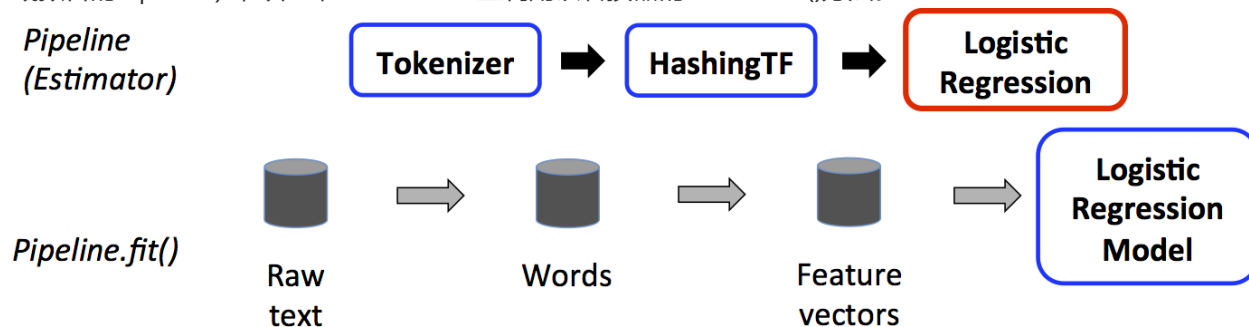 Pipeline
(Estimator)
Tokenizer
HashingTF
Logistic
Regression
Pipeline.fit()
Raw
text
Words
Feature
vectors
Logistic
Regression
Model